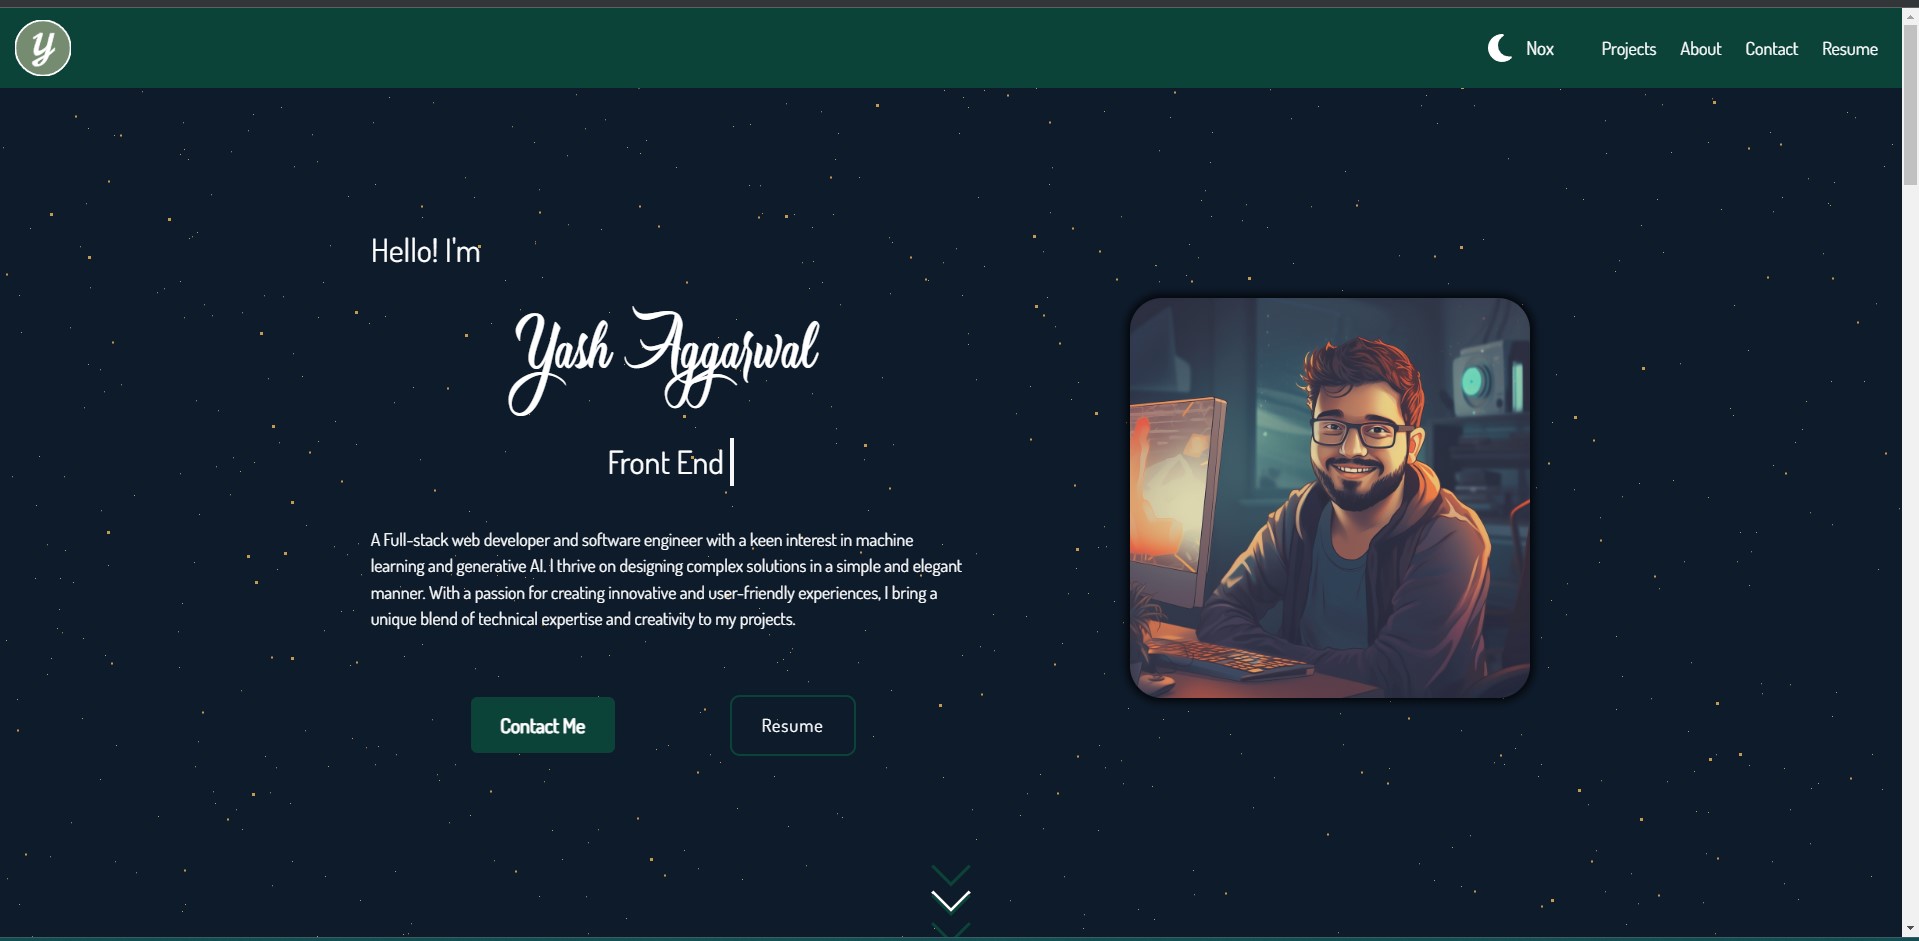 y
Nox
Projects
About
Contact
Resume
Hello! I'm
Yash Aggarwal
Front End
A Full-stack web developer and software engineer with a keen interest in machine
learning and generative AI. I thrive on designing complex solutions in a simple and elegant
manner. With a passion for creating innovative and user-friendly experiences, I bring a
unique blend of technical expertise and creativity to my projects.
Contact Me
Resume